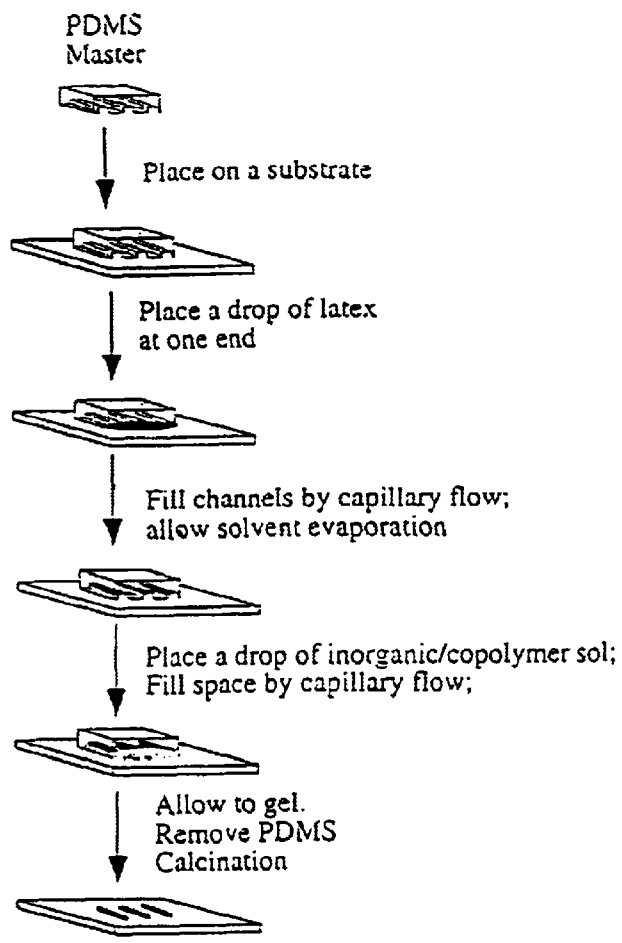 PDMS
Master
Place on a substrate
Place a drop of latex
at one end
Fill channels by capillary flow;
allow solvent evaporation
Place a drop of inorganic/copolymer sol;
Fill space by capillary flow;
Allow to gel.
Remove PDMS
Calcination